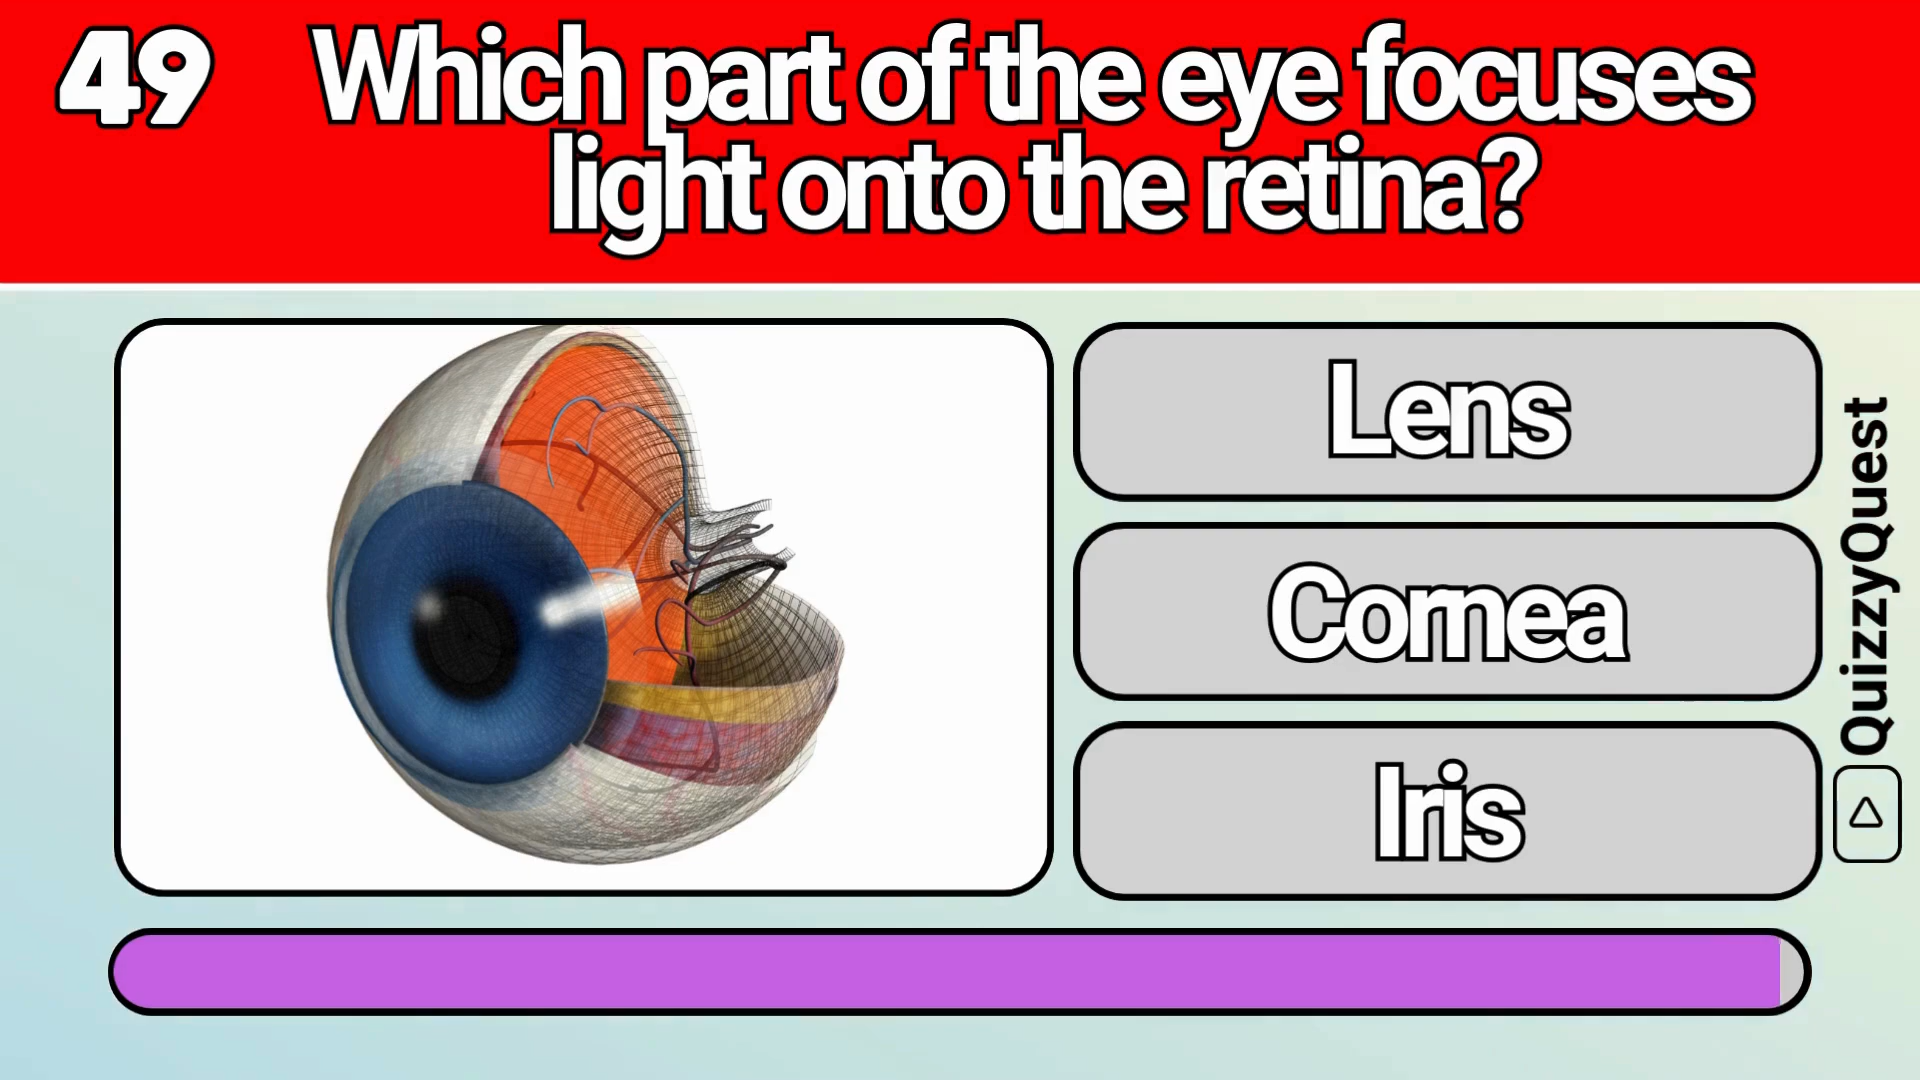 49
Which part of the eye focuses
light onto the retina?
Lens
Cornea
Iris
QuizzyQuest